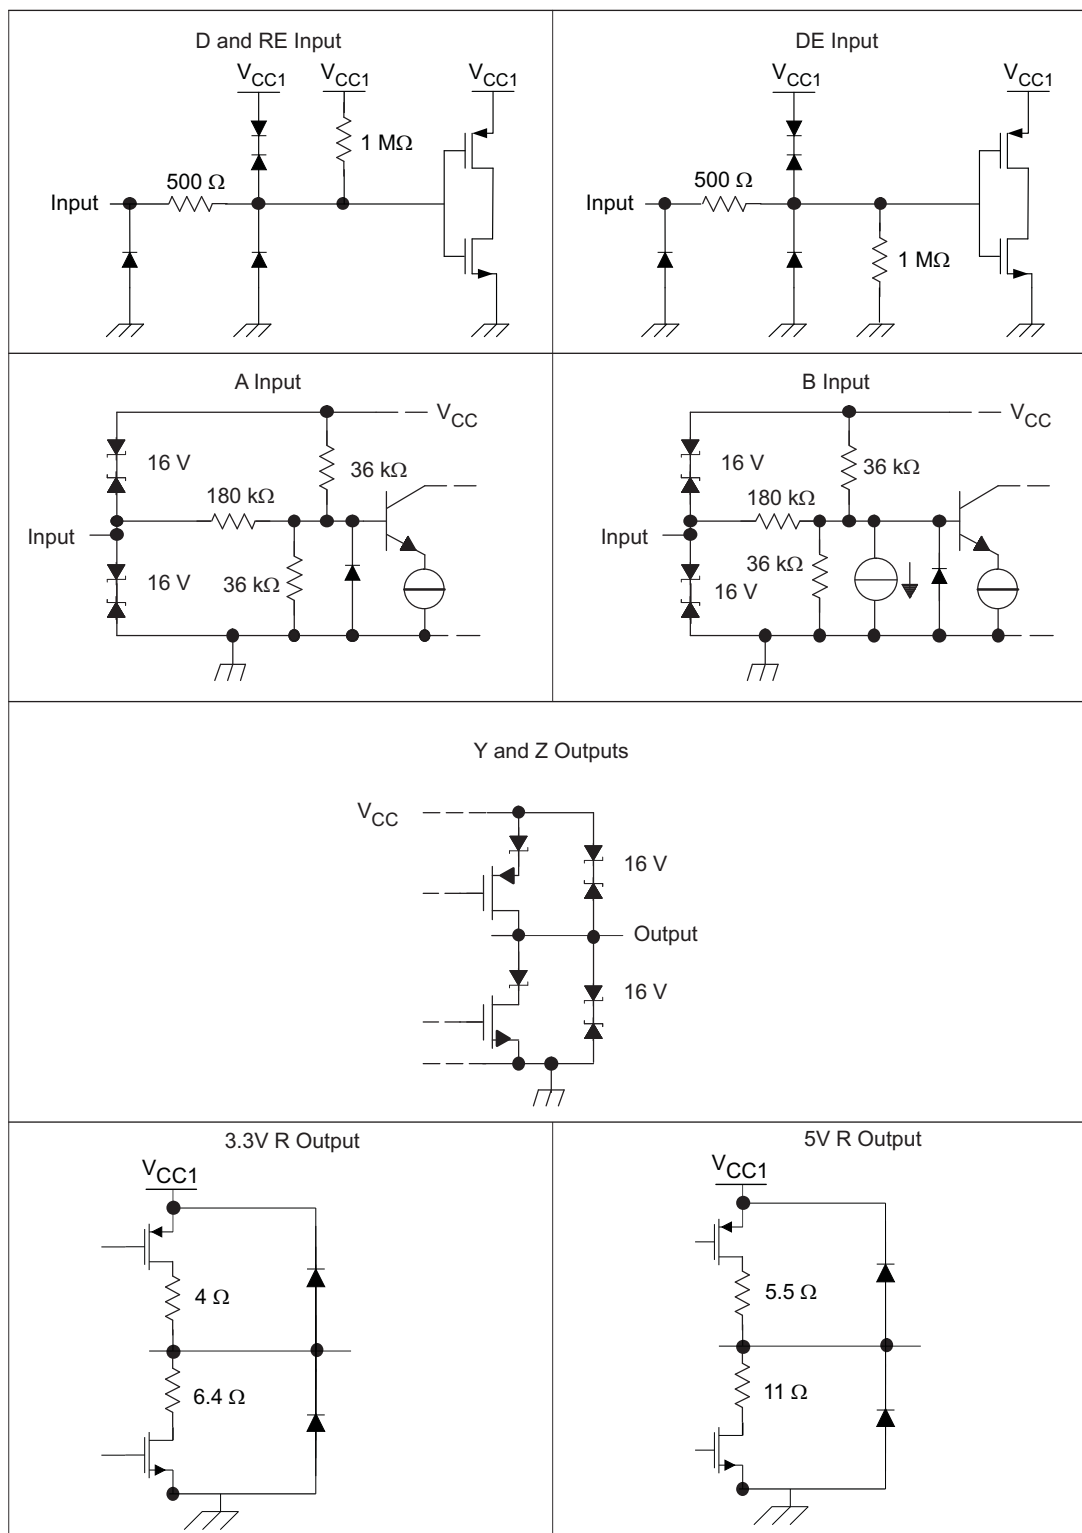 D and RE Input
VCC1
VCC1
VCC1
1 MΩ
500 Ω
Input
DE Input
VCC1
VCC1
500 Ω
Input
1 MΩ
A Input
VCC
16 V
36 kΩ
180 kΩ
Input
16 V
36 kΩ
B Input
VCC
16 V
36 kΩ
180 kΩ
Input
36 kΩ
16 V
Y and Z Outputs
VCC
16 V
Output
16 V
3.3V R Output
VCC1
4 Ω
6.4 Ω
5V R Output
VCC1
5.5 Ω
11 Ω